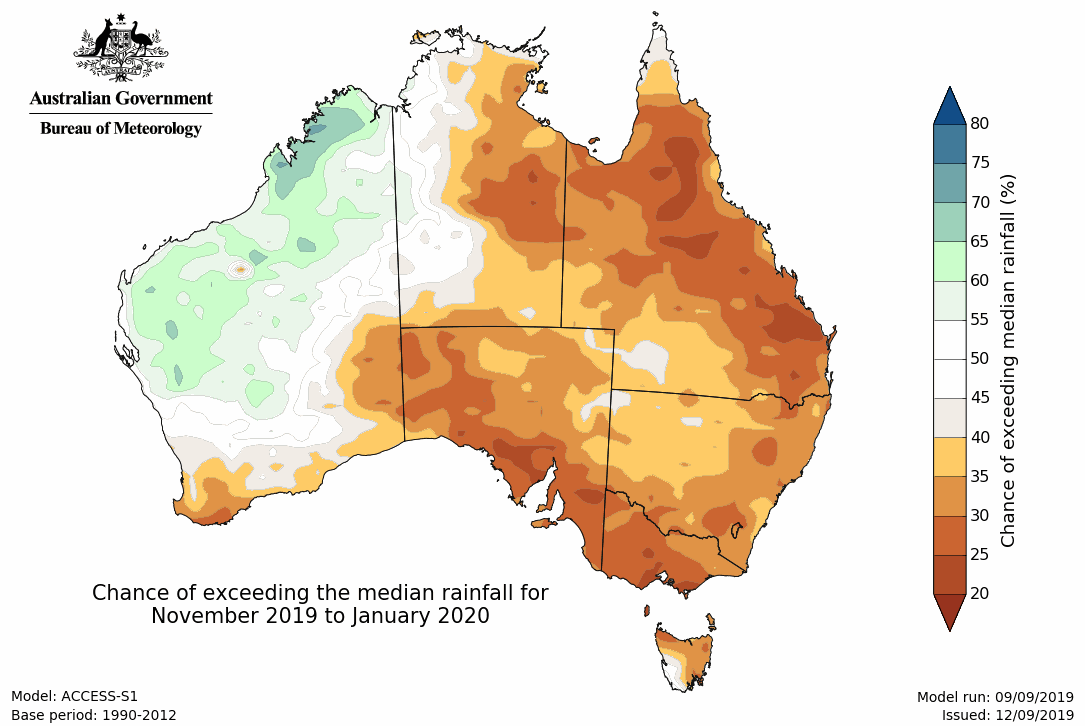 AUSTRALIA
Australian Government
Bureau of Meteorology
80
75
70
65
60
55
50
45
40
35
30
25
20
Chance of exceeding median rainfall (%)
Chance of exceeding the median rainfall for
November 2019 to January 2020
Model: ACCESS-S1
Base period: 1990-2012
Model run: 09/09/2019
Issued: 12/09/2019